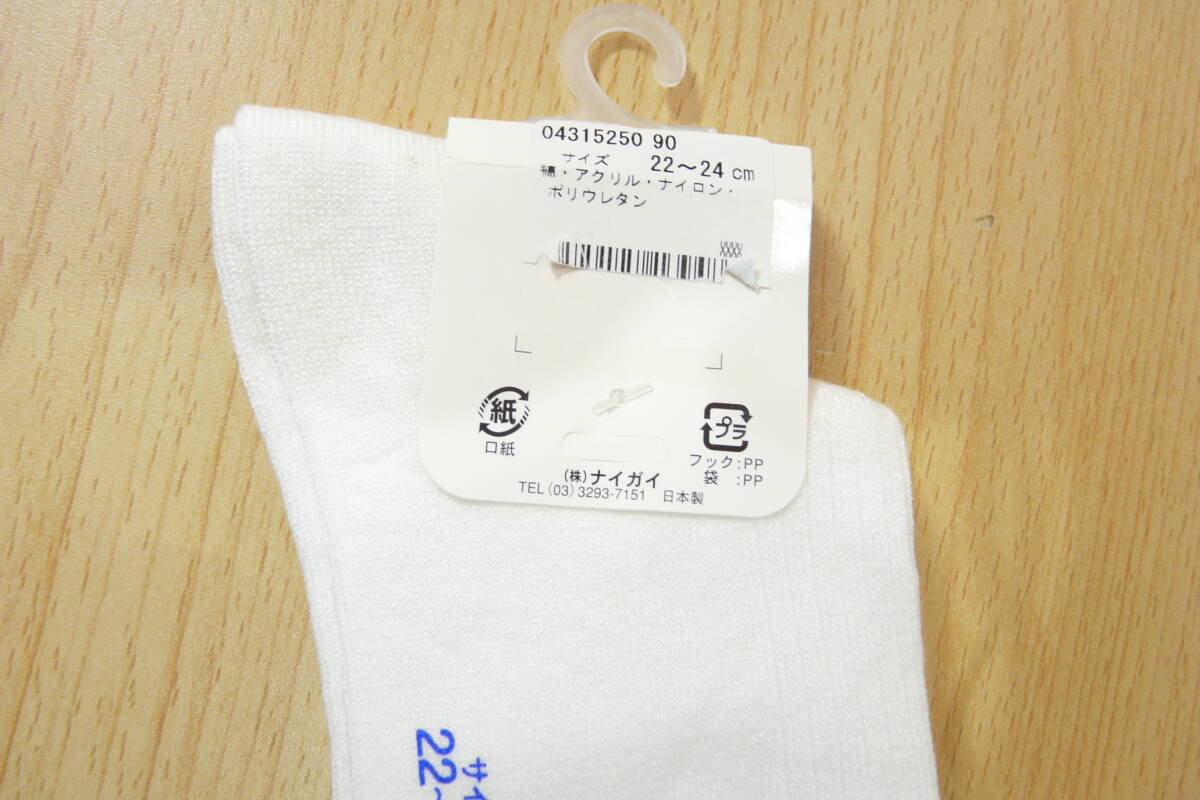 04315250 90
サイズ 22～24 cm
綿・アクリル・ナイロン・
ポリウレタン
紙
口紙
プラ
フック:PP
袋 :PP
(株)ナイガイ
TEL (03) 3293-7151 日本製
サイ
22~